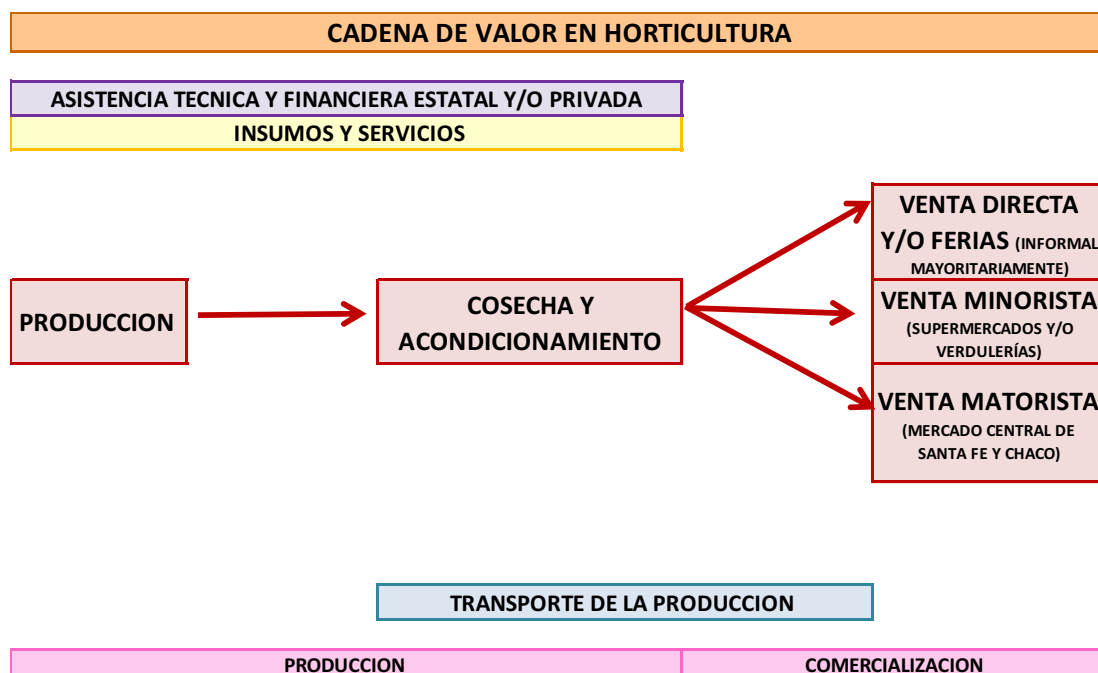 CADENA DE VALOR EN HORTICULTURA
ASISTENCIA TECNICA Y FINANCIERA ESTATAL Y/O PRIVADA
INSUMOS Y SERVICIOS
PRODUCCION
COSECHA Y
ACONDICIONAMIENTO
VENTA DIRECTA
Y/O FERIAS (INFORMAL
MAYORITARIAMENTE)
VENTA MINORISTA
(SUPERMERCADOS Y/O
VERDULERÍAS)
VENTA MATORISTA
(MERCADO CENTRAL DE
SANTA FE Y CHACO)
TRANSPORTE DE LA PRODUCCION
PRODUCCION
COMERCIALIZACION